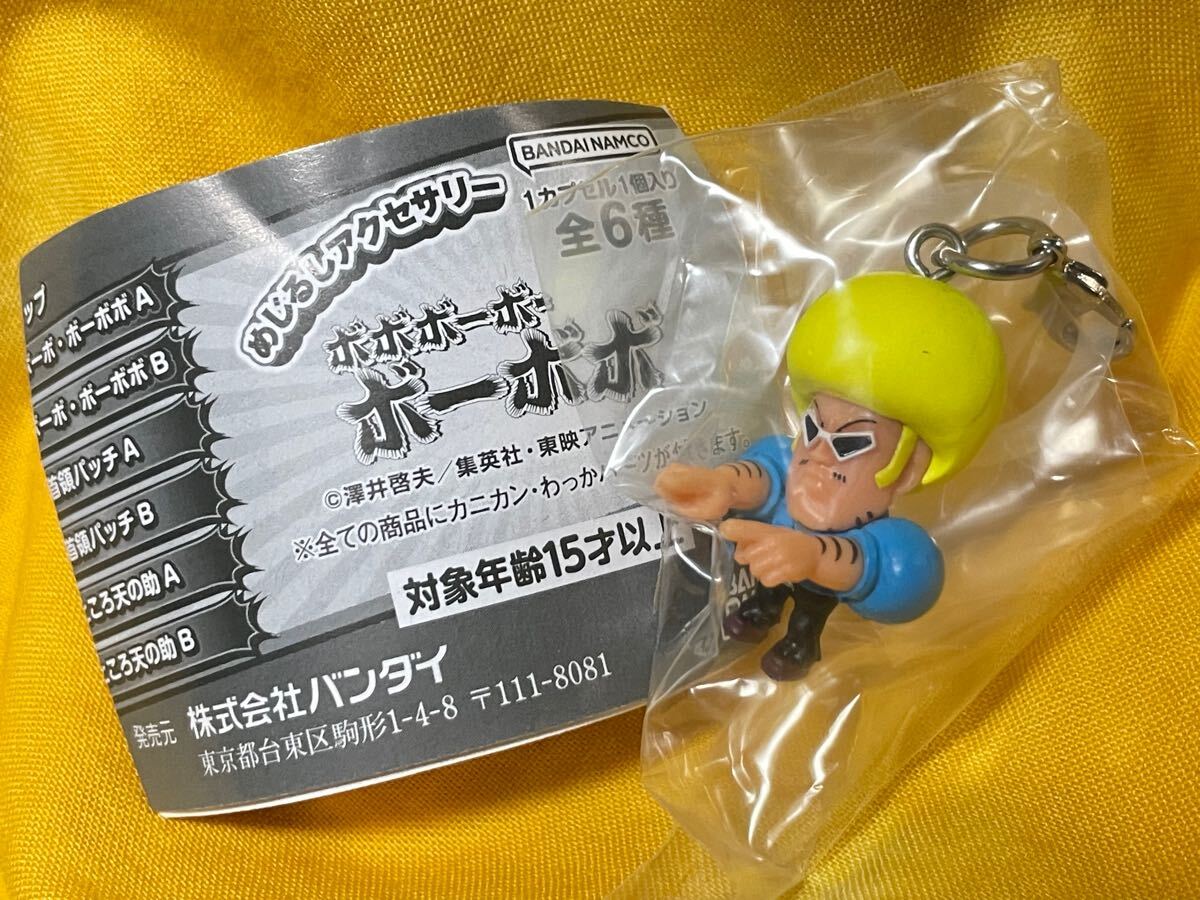 BANDAI NAMCO
1カプセル1個入り
全6種
めじるしアクセサリー
ボボボーボ
ボーボボ
©澤井啓夫/集英社・東映アニメーション
※全ての商品にカニカン・わっか
対象年齢15才以上
ップ
ーボ・ボーボボ A
ボーボ・ボーボボ B
首領パッチ A
首領パッチ B
ころ天の助 A
ころ天の助 B
発売元 株式会社バンダイ
東京都台東区駒形1-4-8 〒111-8081